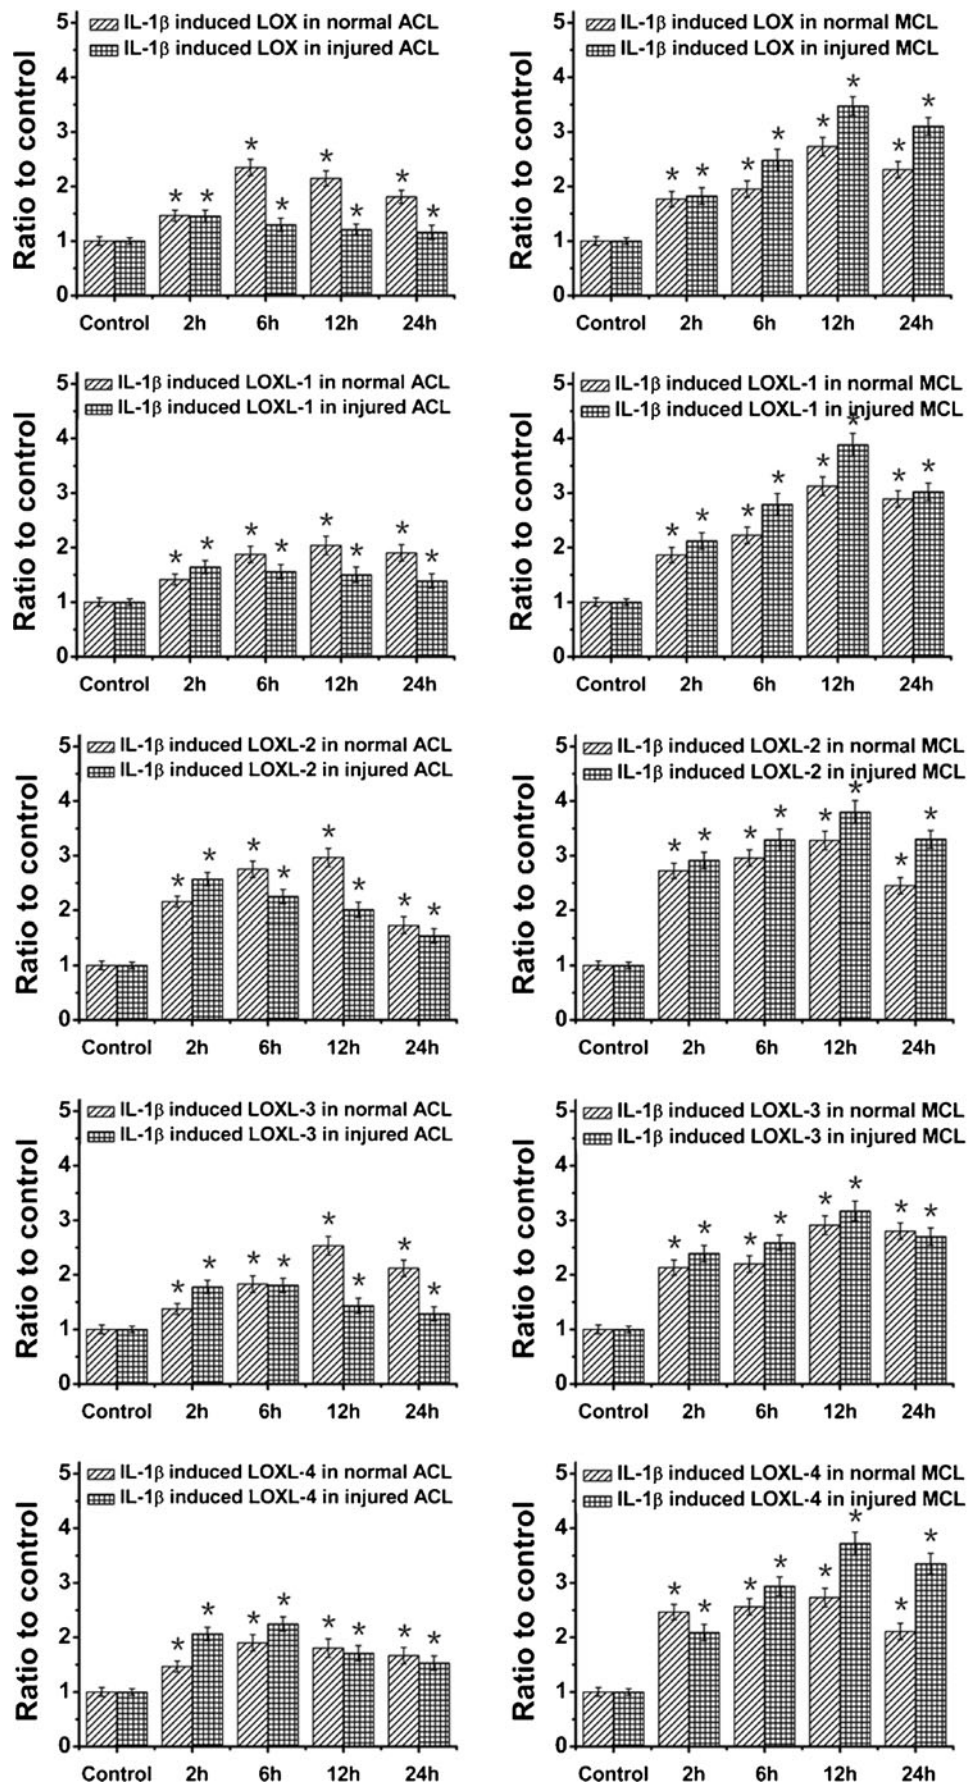 IL-1β induced LOX in normal ACL
IL-1β induced LOX in injured ACL
Ratio to control
5
4
3
2
1
0
* * * * * * * *
Control 2h 6h 12h 24h
IL-1β induced LOX in normal MCL
IL-1β induced LOX in injured MCL
Ratio to control
5
4
3
2
1
0
* * * * * * * *
Control 2h 6h 12h 24h
IL-1β induced LOXL-1 in normal ACL
IL-1β induced LOXL-1 in injured ACL
Ratio to control
5
4
3
2
1
0
* * * * * * * *
Control 2h 6h 12h 24h
IL-1β induced LOXL-1 in normal MCL
IL-1β induced LOXL-1 in injured MCL
Ratio to control
5
4
3
2
1
0
* * * * * * * *
Control 2h 6h 12h 24h
IL-1β induced LOXL-2 in normal ACL
IL-1β induced LOXL-2 in injured ACL
Ratio to control
5
4
3
2
1
0
* * * * * * * *
Control 2h 6h 12h 24h
IL-1β induced LOXL-2 in normal MCL
IL-1β induced LOXL-2 in injured MCL
Ratio to control
5
4
3
2
1
0
* * * * * * * *
Control 2h 6h 12h 24h
IL-1β induced LOXL-3 in normal ACL
IL-1β induced LOXL-3 in injured ACL
Ratio to control
5
4
3
2
1
0
* * * * * * * *
Control 2h 6h 12h 24h
IL-1β induced LOXL-3 in normal MCL
IL-1β induced LOXL-3 in injured MCL
Ratio to control
5
4
3
2
1
0
* * * * * * * *
Control 2h 6h 12h 24h
IL-1β induced LOXL-4 in normal ACL
IL-1β induced LOXL-4 in injured ACL
Ratio to control
5
4
3
2
1
0
* * * * * * * *
Control 2h 6h 12h 24h
IL-1β induced LOXL-4 in normal MCL
IL-1β induced LOXL-4 in injured MCL
Ratio to control
5
4
3
2
1
0
* * * * * * * *
Control 2h 6h 12h 24h